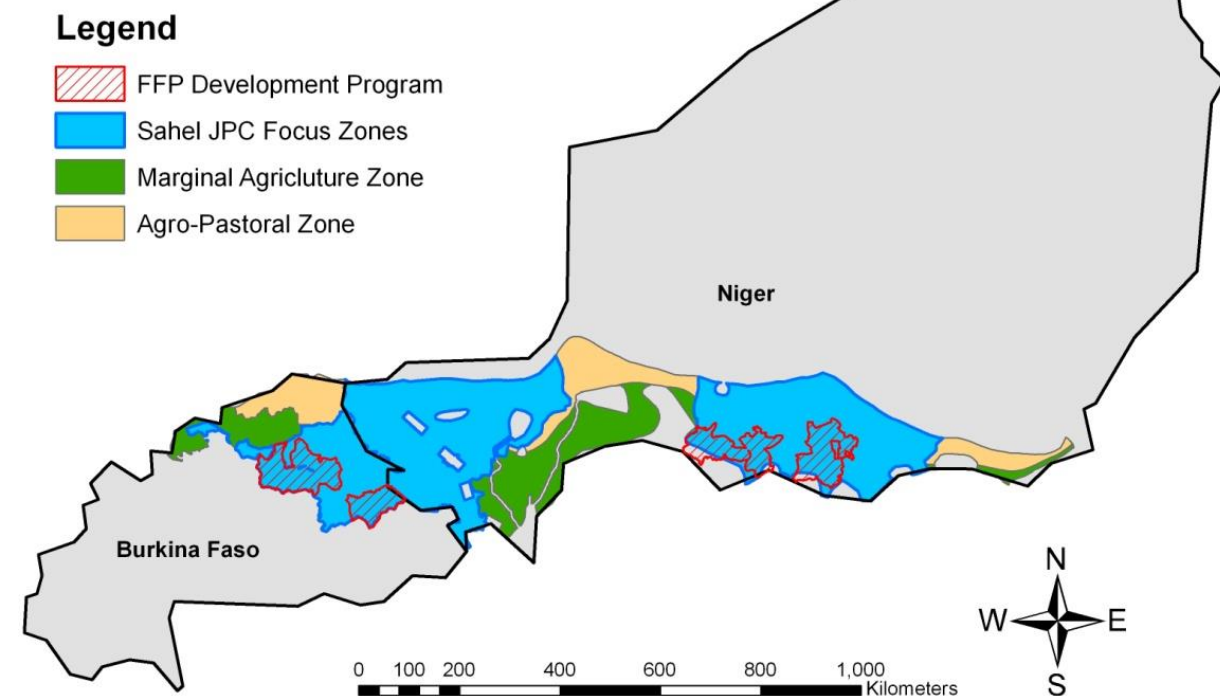 Legend
FFP Development Program
Sahel JPC Focus Zones
Marginal Agricluture Zone
Agro-Pastoral Zone
Niger
Burkina Faso
N
W E
S
0 100 200 400 600 800 1,000
Kilometers